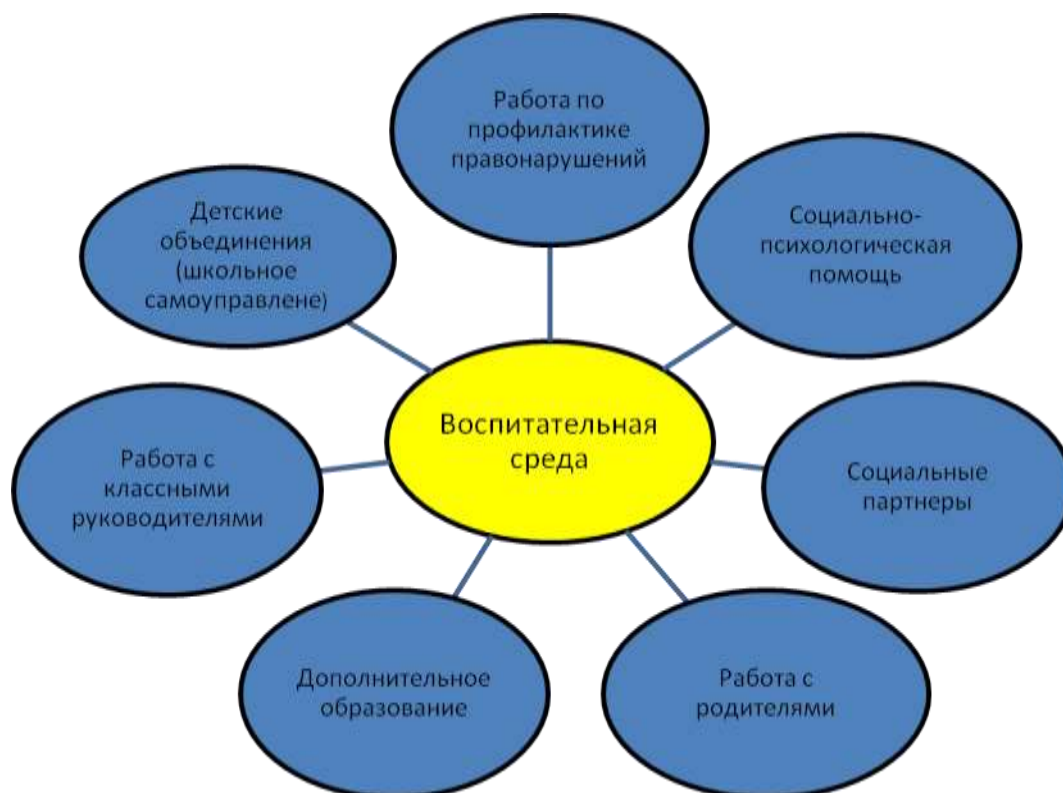 Работа по
профилактике
правонарушений
Детские
объединения
(школьное
самоуправлене)
Социально-
психологическая
помощь
Воспитательная
среда
Работа с
классными
руководителями
Социальные
партнеры
Дополнительное
образование
Работа с
родителями